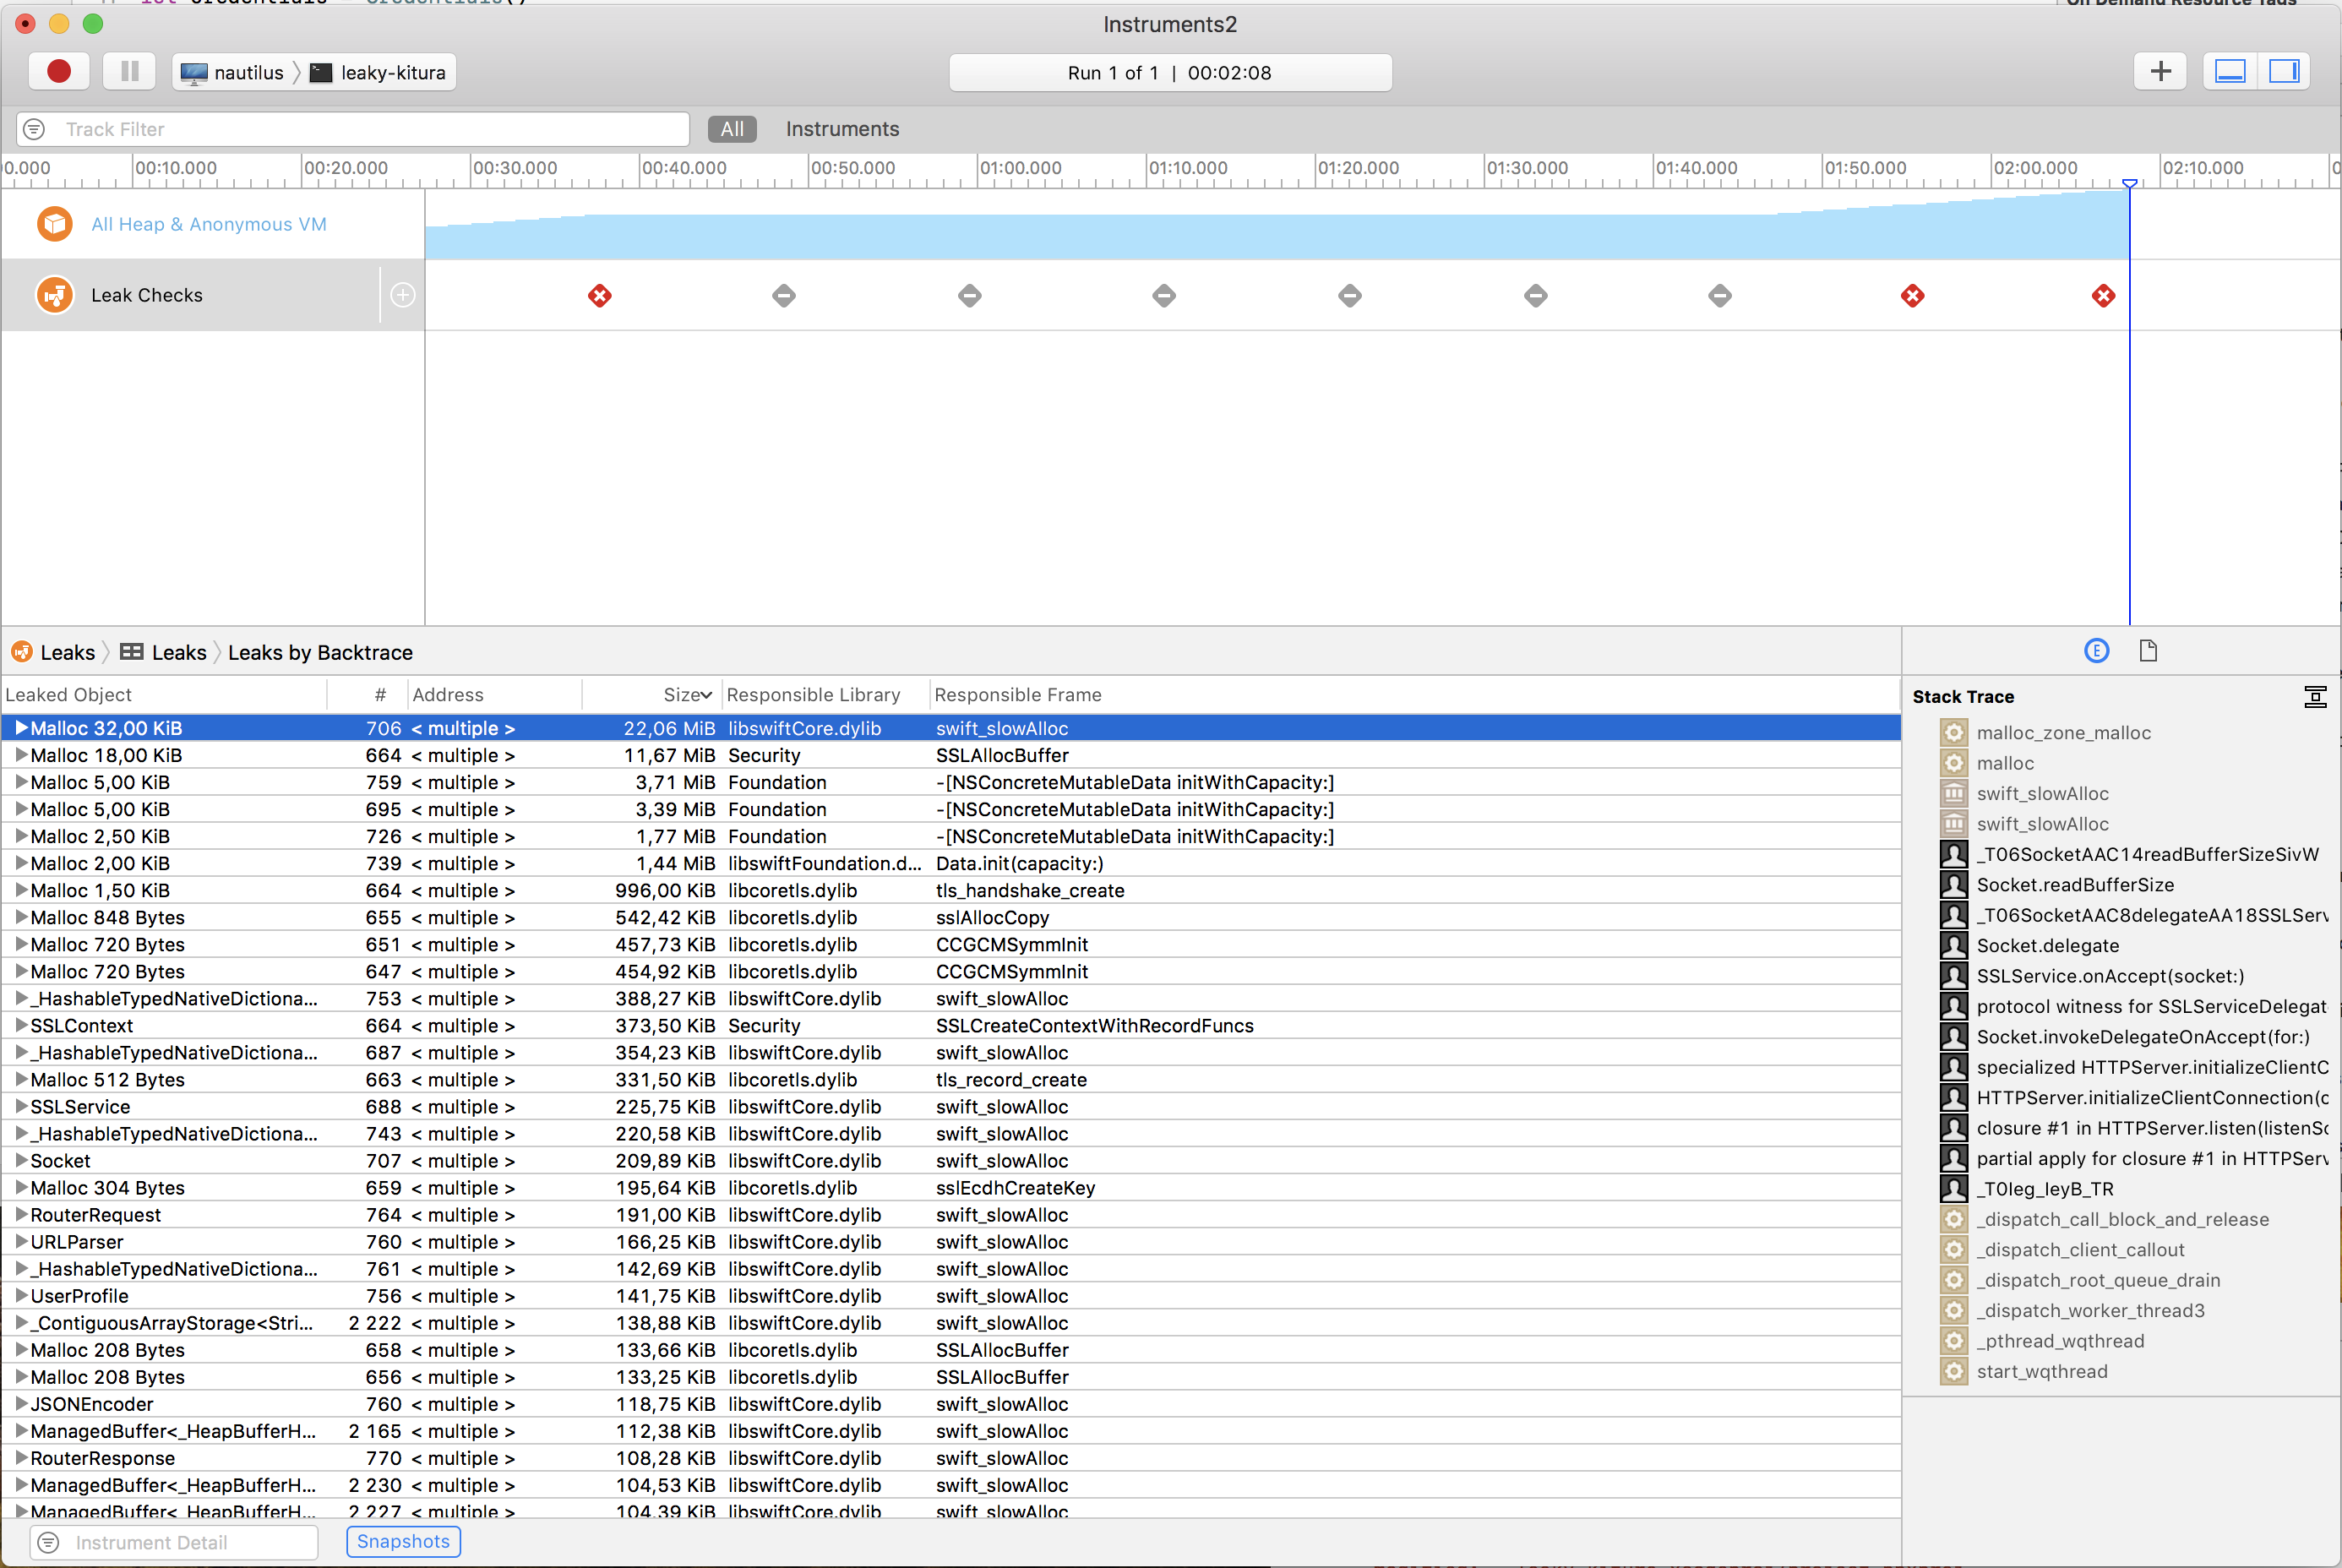 Instruments2
nautilus leaky-kitura
Run 1 of 1 | 00:02:08
Track Filter All Instruments
00:10.000 00:20.000 00:30.000 00:40.000 00:50.000 01:00.000 01:10.000 01:20.000 01:30.000 01:40.000 01:50.000 02:00.000 02:10.000
All Heap & Anonymous VM
Leak Checks
Leaks Leaks Leaks by Backtrace
Leaked Object # Address Size Responsible Library Responsible Frame
Malloc 32,00 KiB 706 < multiple > 22,06 MiB libswiftCore.dylib swift_slowAlloc
Malloc 18,00 KiB 664 < multiple > 11,67 MiB Security SSLAllocBuffer
Malloc 5,00 KiB 759 < multiple > 3,71 MiB Foundation -[NSConcreteMutableData initWithCapacity:]
Malloc 5,00 KiB 695 < multiple > 3,39 MiB Foundation -[NSConcreteMutableData initWithCapacity:]
Malloc 2,50 KiB 726 < multiple > 1,77 MiB Foundation -[NSConcreteMutableData initWithCapacity:]
Malloc 2,00 KiB 739 < multiple > 1,44 MiB libswiftFoundation.d... Data.init(capacity:)
Malloc 1,50 KiB 664 < multiple > 996,00 KiB libcoretls.dylib tls_handshake_create
Malloc 848 Bytes 655 < multiple > 542,42 KiB libcoretls.dylib sslAllocCopy
Malloc 720 Bytes 651 < multiple > 457,73 KiB libcoretls.dylib CCGCMSymmInit
Malloc 720 Bytes 647 < multiple > 454,92 KiB libcoretls.dylib CCGCMSymmInit
_HashableTypedNativeDictiona... 753 < multiple > 388,27 KiB libswiftCore.dylib swift_slowAlloc
SSLContext 664 < multiple > 373,50 KiB Security SSLCreateContextWithRecordFuncs
_HashableTypedNativeDictiona... 687 < multiple > 354,23 KiB libswiftCore.dylib swift_slowAlloc
Malloc 512 Bytes 663 < multiple > 331,50 KiB libcoretls.dylib tls_record_create
SSLService 688 < multiple > 225,75 KiB libswiftCore.dylib swift_slowAlloc
_HashableTypedNativeDictiona... 743 < multiple > 220,58 KiB libswiftCore.dylib swift_slowAlloc
Socket 707 < multiple > 209,89 KiB libswiftCore.dylib swift_slowAlloc
Malloc 304 Bytes 659 < multiple > 195,64 KiB libcoretls.dylib sslEcdhCreateKey
RouterRequest 764 < multiple > 191,00 KiB libswiftCore.dylib swift_slowAlloc
URLParser 760 < multiple > 166,25 KiB libswiftCore.dylib swift_slowAlloc
_HashableTypedNativeDictiona... 761 < multiple > 142,69 KiB libswiftCore.dylib swift_slowAlloc
UserProfile 756 < multiple > 141,75 KiB libswiftCore.dylib swift_slowAlloc
_ContiguousArrayStorage<Stri... 2 222 < multiple > 138,88 KiB libswiftCore.dylib swift_slowAlloc
Malloc 208 Bytes 658 < multiple > 133,66 KiB libcoretls.dylib SSLAllocBuffer
Malloc 208 Bytes 656 < multiple > 133,25 KiB libcoretls.dylib SSLAllocBuffer
JSONEncoder 760 < multiple > 118,75 KiB libswiftCore.dylib swift_slowAlloc
ManagedBuffer<_HeapBufferH... 2 165 < multiple > 112,38 KiB libswiftCore.dylib swift_slowAlloc
RouterResponse 770 < multiple > 108,28 KiB libswiftCore.dylib swift_slowAlloc
ManagedBuffer<_HeapBufferH... 2 230 < multiple > 104,53 KiB libswiftCore.dylib swift_slowAlloc
ManagedBuffer<_HeapBufferH... 2 227 < multiple > 104,39 KiB libswiftCore.dylib swift_slowAlloc
Instrument Detail Snapshots
Stack Trace
malloc_zone_malloc
malloc
swift_slowAlloc
swift_slowAlloc
_T06SocketAAC14readBufferSizeSivW
Socket.readBufferSize
_T06SocketAAC8delegateAA18SSLServ
Socket.delegate
SSLService.onAccept(socket:)
protocol witness for SSLServiceDelegat
Socket.invokeDelegateOnAccept(for:)
specialized HTTPServer.initializeClientC
HTTPServer.initializeClientConnection(c
closure #1 in HTTPServer.listen(listenSo
partial apply for closure #1 in HTTPServ
_T0Ieg_IeyB_TR
_dispatch_call_block_and_release
_dispatch_client_callout
_dispatch_root_queue_drain
_dispatch_worker_thread3
_pthread_wqthread
start_wqthread